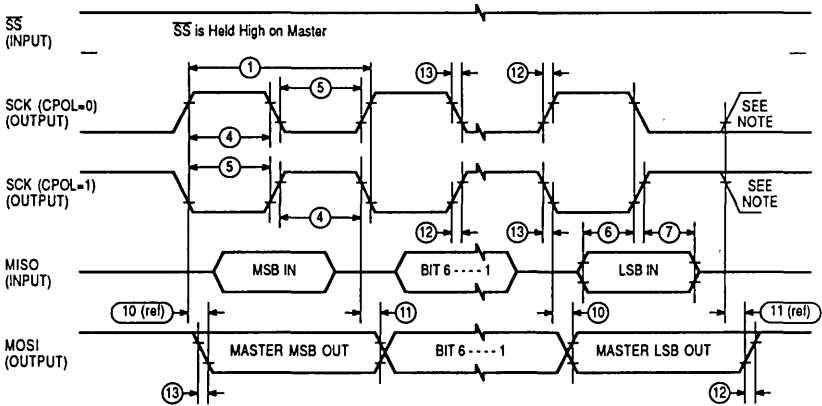 SS
(INPUT)
SS is Held High on Master
1
13
12
5
SCK (CPOL=0)
(OUTPUT)
SEE
NOTE
4
5
SCK (CPOL=1)
(OUTPUT)
SEE
NOTE
4
12
13
6
7
MISO
(INPUT)
MSB IN
BIT 6 - - - - 1
LSB IN
10 (ref)
11
10
11 (ref)
MOSI
(OUTPUT)
MASTER MSB OUT
BIT 6 - - - - 1
MASTER LSB OUT
13
12